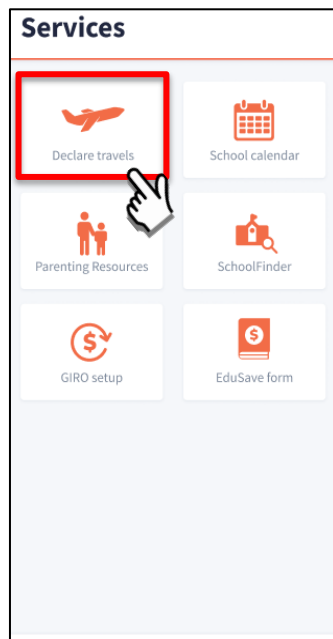 Services
Declare travels
School calendar
Parenting Resources
SchoolFinder
GIRO setup
EduSave form